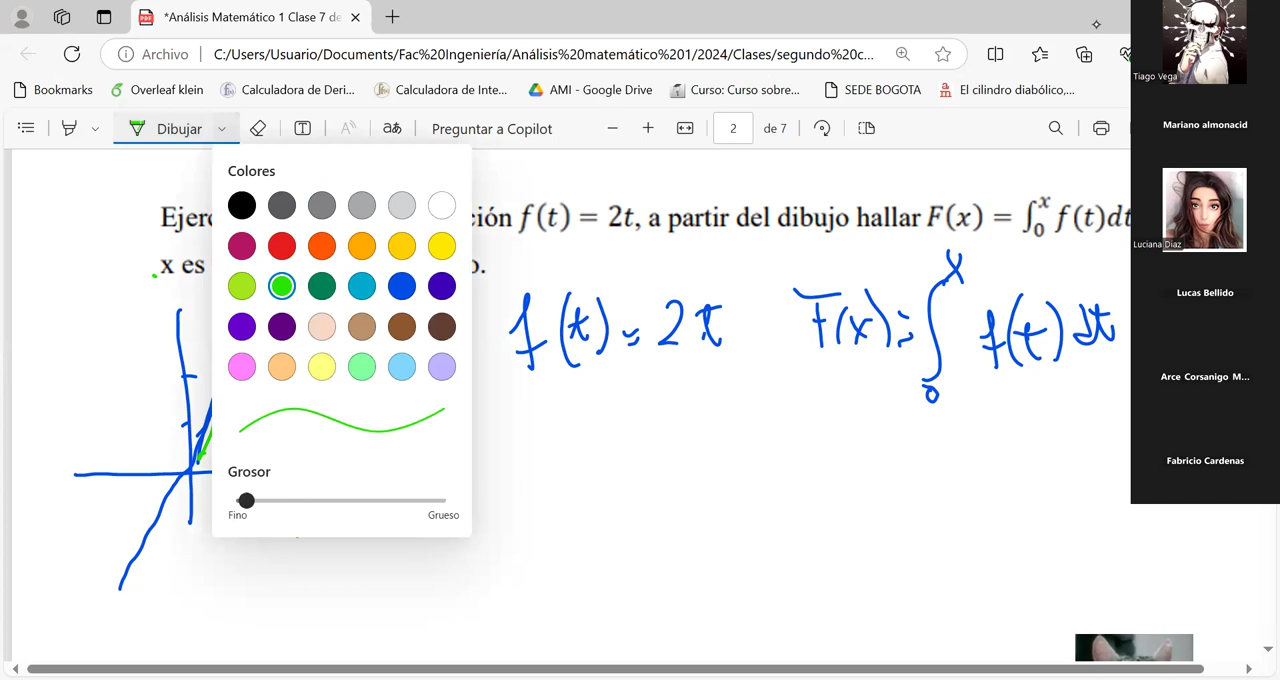 *Análisis Matemático 1 Clase 7 de
Archivo C:/Users/Usuario/Documents/Fac%20Ingeniería/Análisis%20matemático%201/2024/Clases/segundo%20c...
Bookmarks Overleaf klein Calculadora de Deri... Calculadora de Inte... AMI - Google Drive Curso: Curso sobre... SEDE BOGOTA El cilindro diabólico,...
Dibujar Preguntar a Copilot 2 de 7
Colores
Ejerc ión f(t) = 2t, a partir del dibujo hallar F(x) = ∫₀ˣ f(t)dt
x es o.
f(t) = 2t F(x) = ∫₀ˣ f(t) dt
Grosor
Fino Grueso
Tiago Vega
Mariano almonacid
Luciana Diaz
Lucas Bellido
Arce Corsanigo M...
Fabricio Cardenas